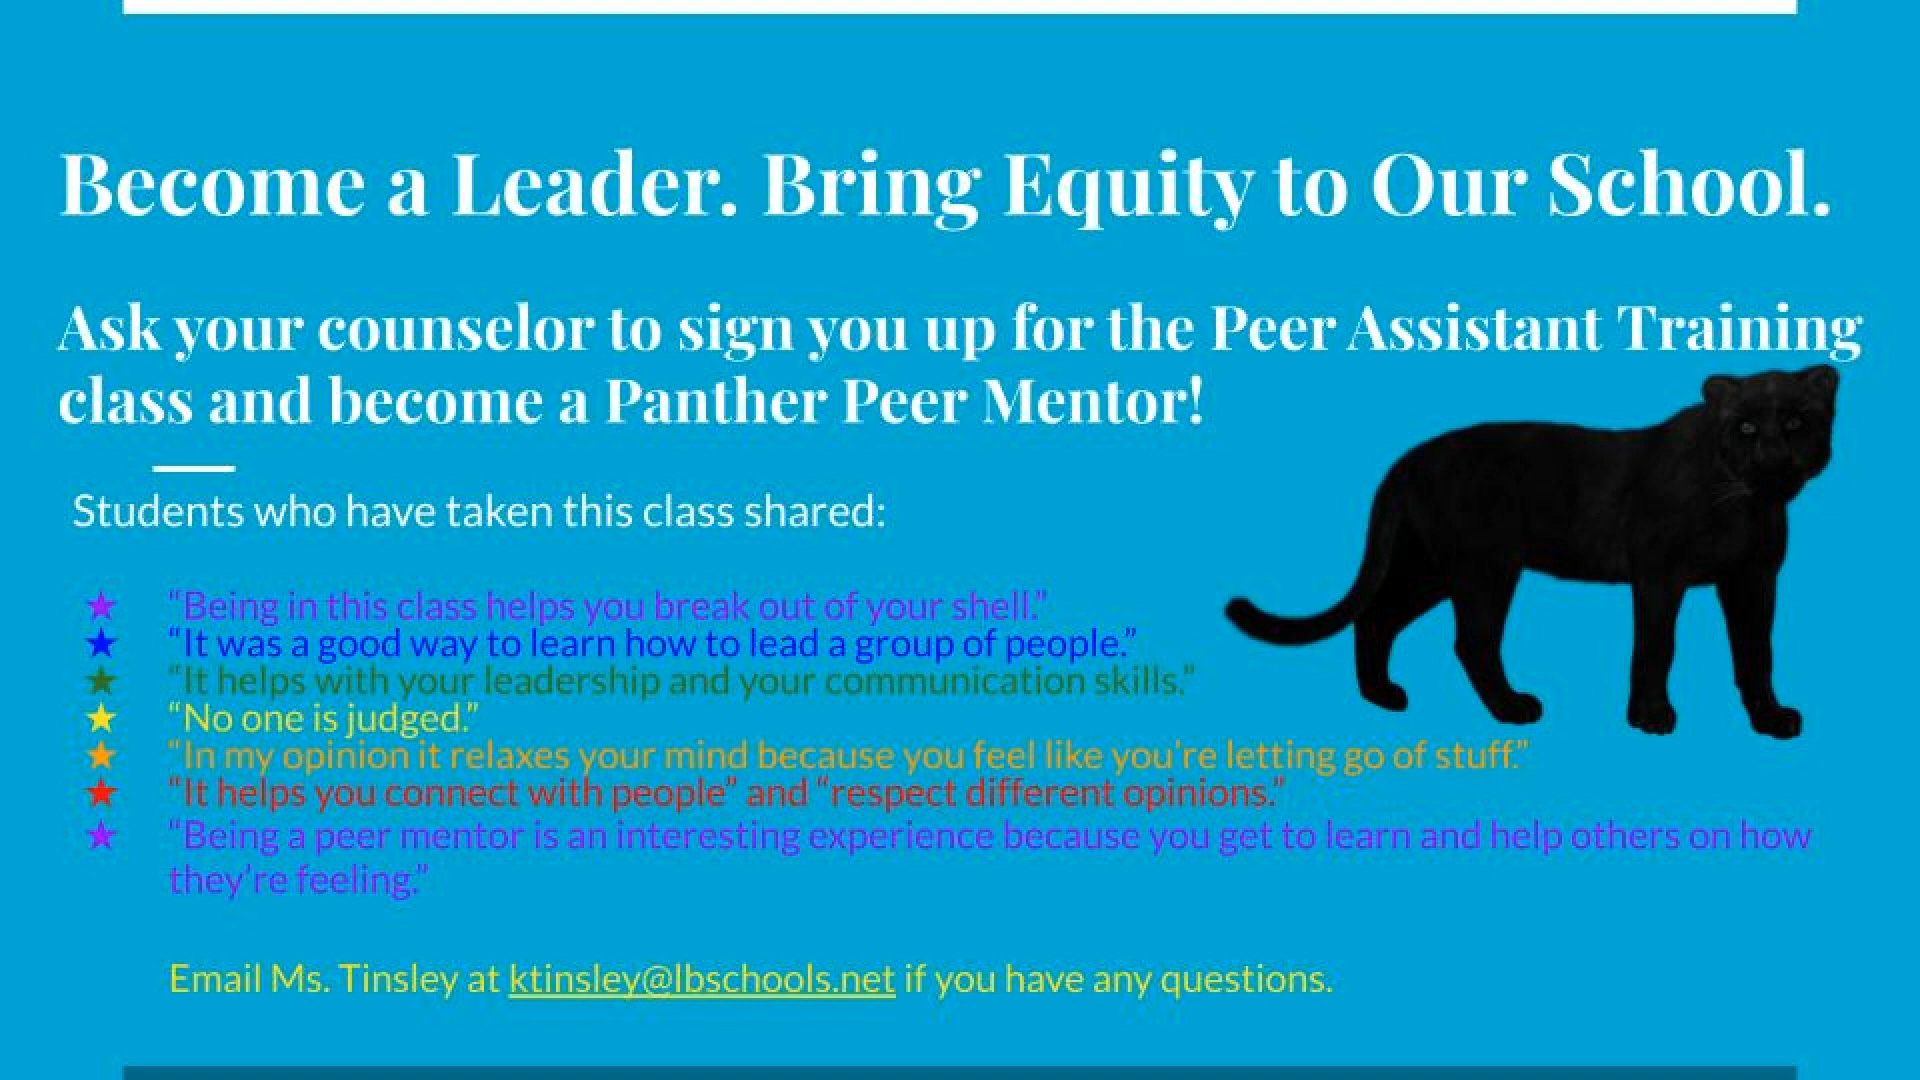 Become a Leader. Bring Equity to Our School.
Ask your counselor to sign you up for the Peer Assistant Training
class and become a Panther Peer Mentor!
Students who have taken this class shared:
★ “Being in this class helps you break out of your shell.”
★ “It was a good way to learn how to lead a group of people.”
★ “It helps with your leadership and your communication skills.”
★ “No one is judged.”
★ “In my opinion it relaxes your mind because you feel like you’re letting go of stuff.”
★ “It helps you connect with people” and “respect different opinions.”
★ “Being a peer mentor is an interesting experience because you get to learn and help others on how
they’re feeling.”
Email Ms. Tinsley at ktinsley@lbschools.net if you have any questions.